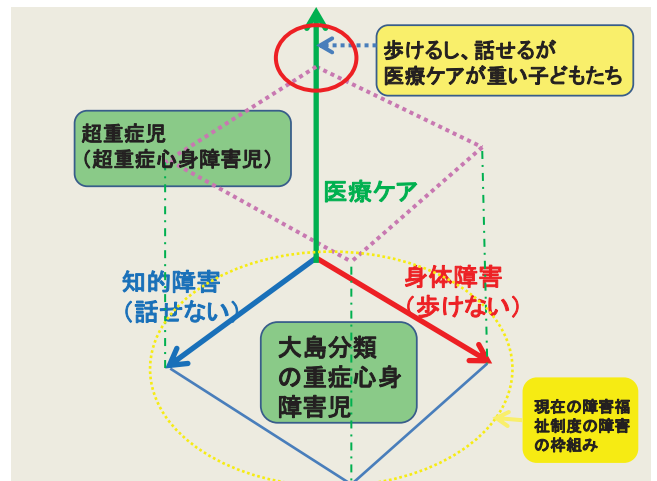 歩けるし、話せるが
医療ケアが重い子どもたち
超重症児
（超重症心身障害児）
医療ケア
知的障害
（話せない）
身体障害
（歩けない）
大島分類
の重症心身
障害児
現在の障害福
祉制度の障害
の枠組み